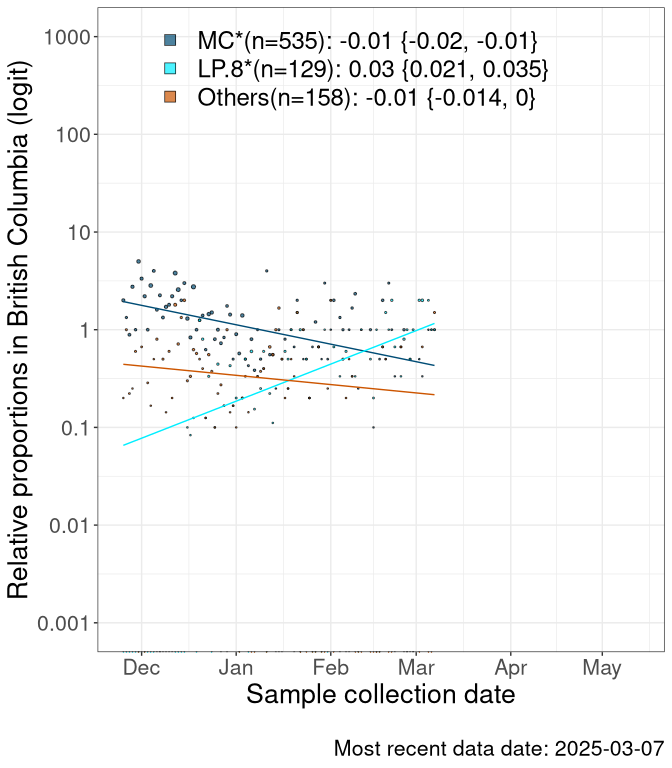 MC*(n=535): -0.01 {-0.02, -0.01}
LP.8*(n=129): 0.03 {0.021, 0.035}
Others(n=158): -0.01 {-0.014, 0}
Relative proportions in British Columbia (logit)
1000
100
10
1
0.1
0.01
0.001
Dec Jan Feb Mar Apr May
Sample collection date
Most recent data date: 2025-03-07